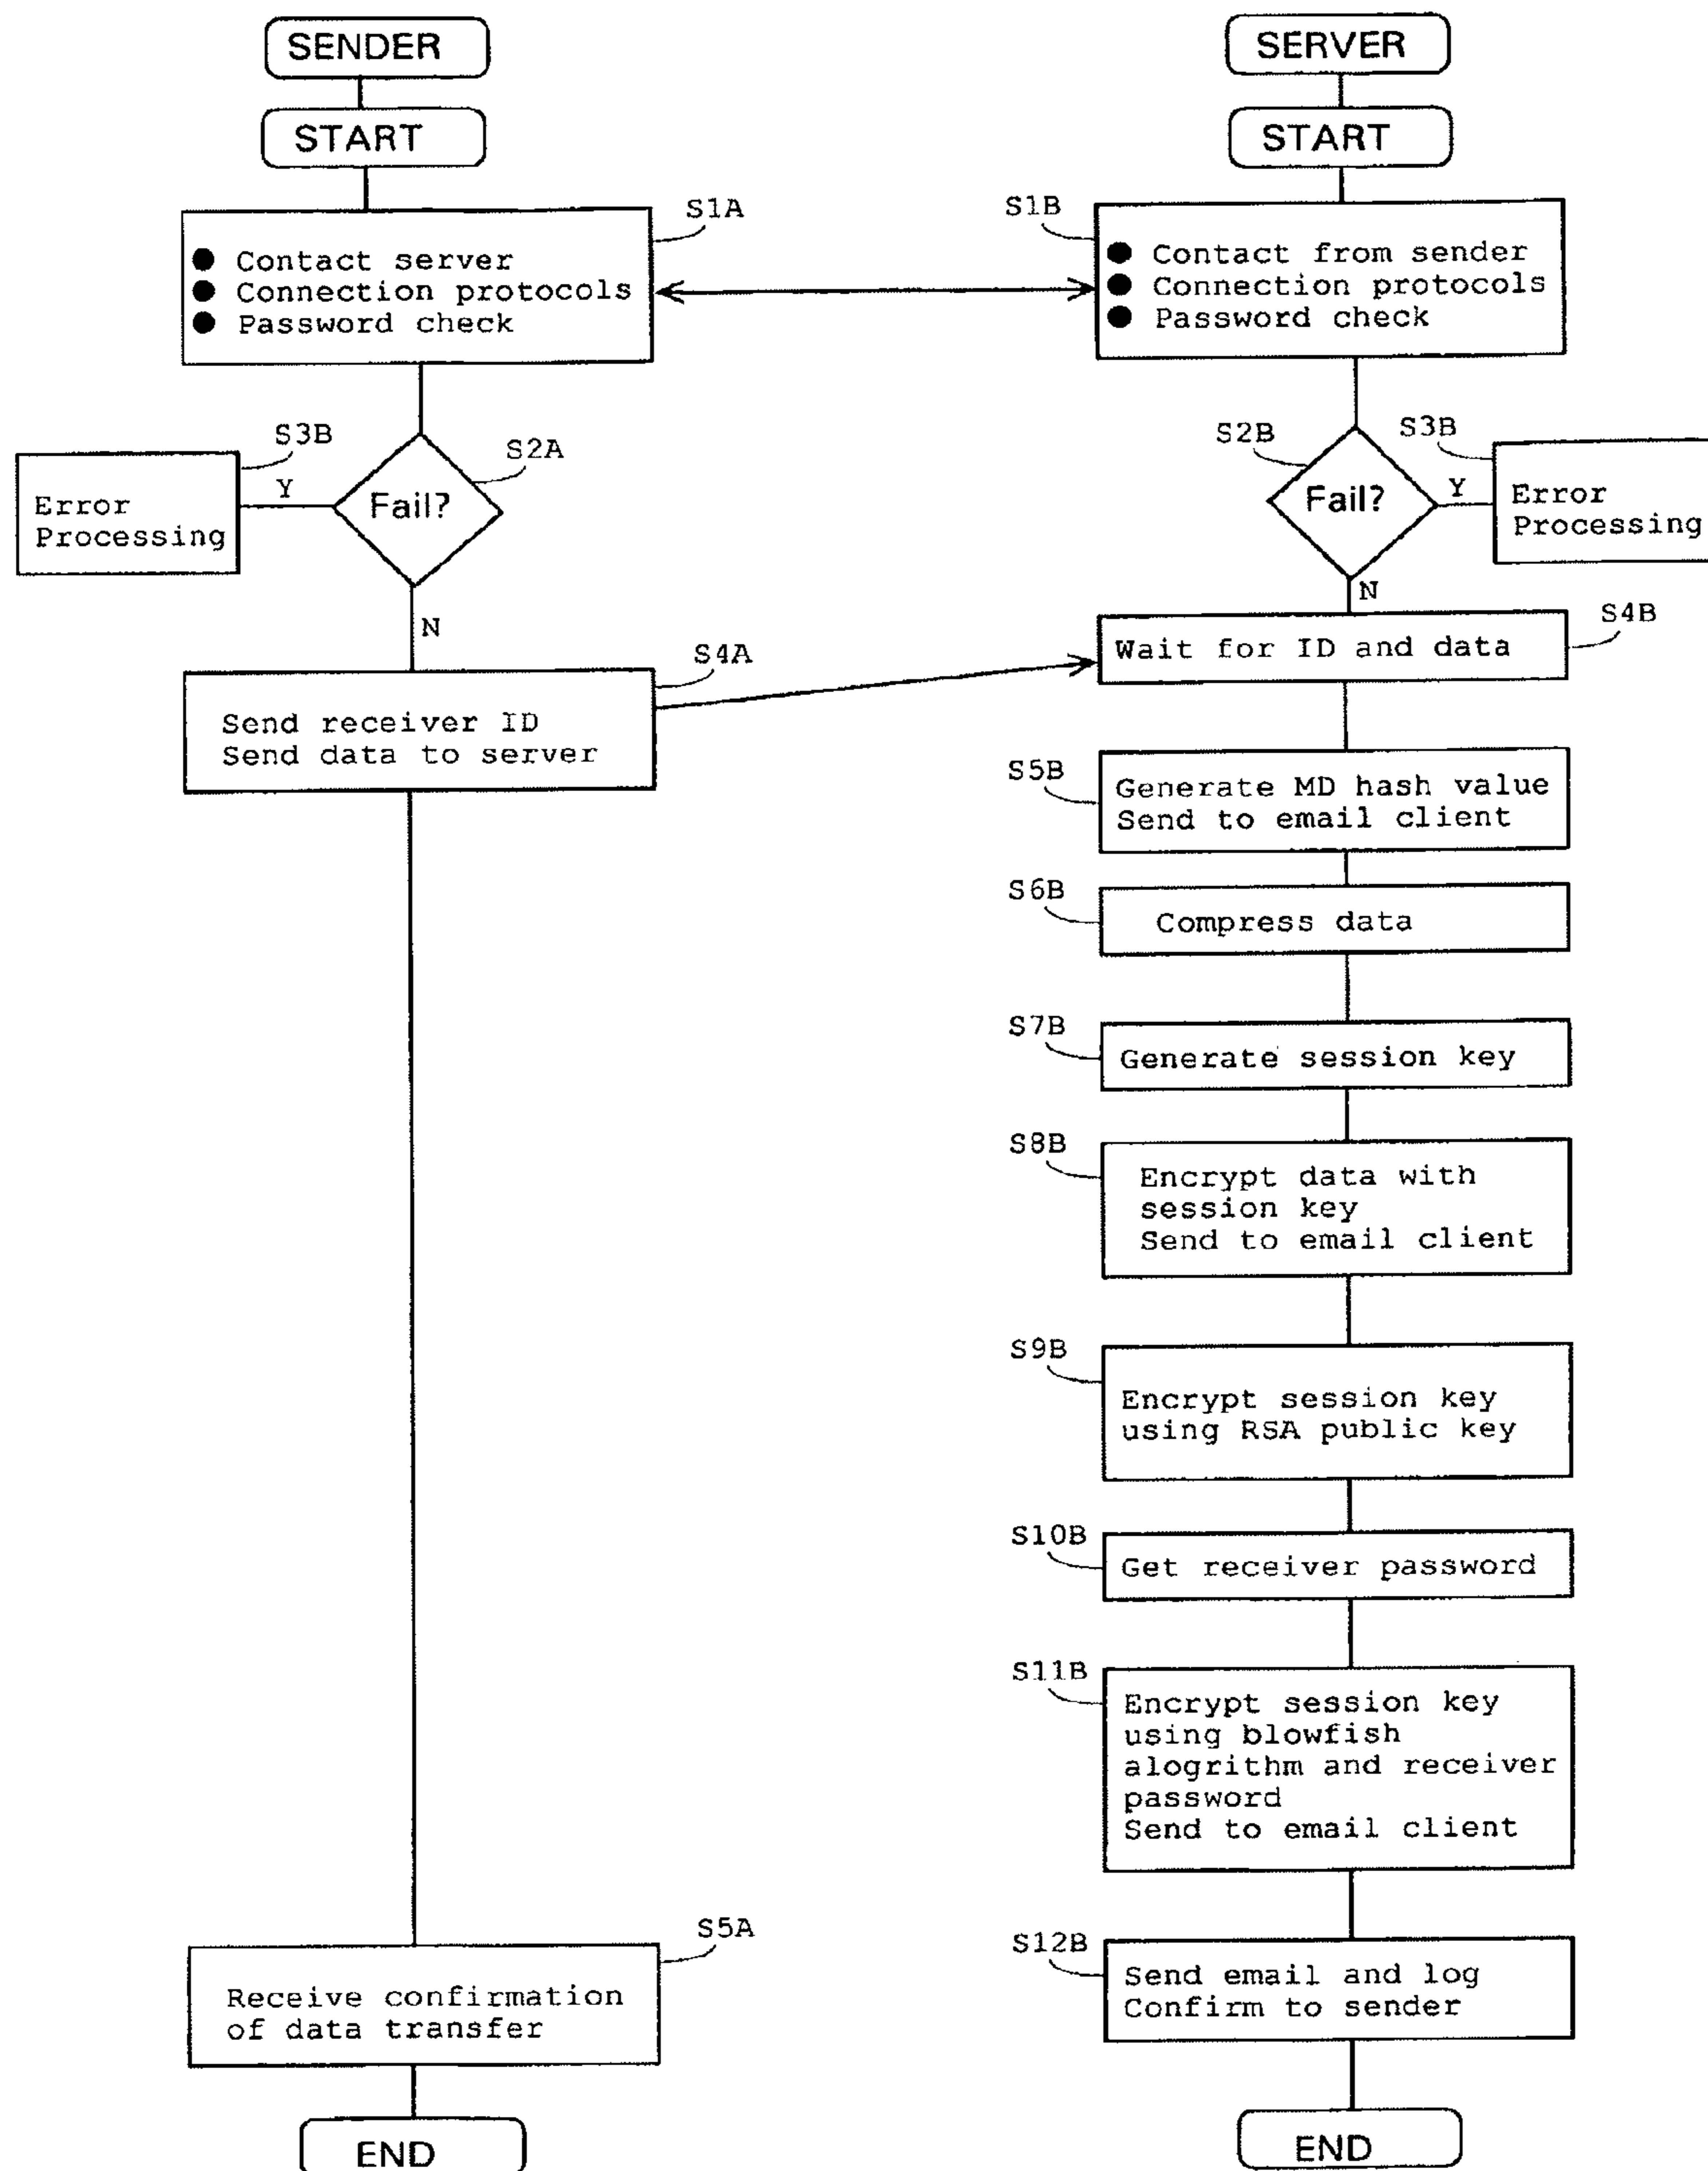 SENDER
START
S1A
● Contact server
● Connection protocols
● Password check
S2A
Fail?
Y
S3B
Error
Processing
N
S4A
Send receiver ID
Send data to server
S5A
Receive confirmation
of data transfer
END
SERVER
START
S1B
● Contact from sender
● Connection protocols
● Password check
S2B
Fail?
Y
S3B
Error
Processing
N
S4B
Wait for ID and data
S5B
Generate MD hash value
Send to email client
S6B
Compress data
S7B
Generate session key
S8B
Encrypt data with
session key
Send to email client
S9B
Encrypt session key
using RSA public key
S10B
Get receiver password
S11B
Encrypt session key
using blowfish
alogrithm and receiver
password
Send to email client
S12B
Send email and log
Confirm to sender
END